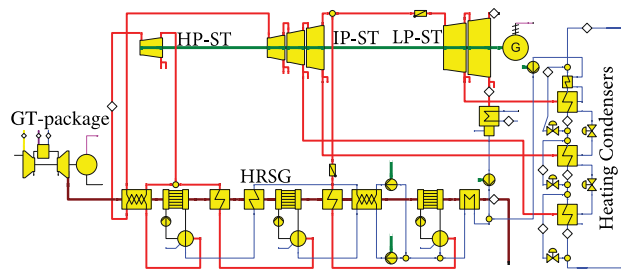 HP-ST
IP-ST
LP-ST
G
GT-package
HRSG
Heating Condensers